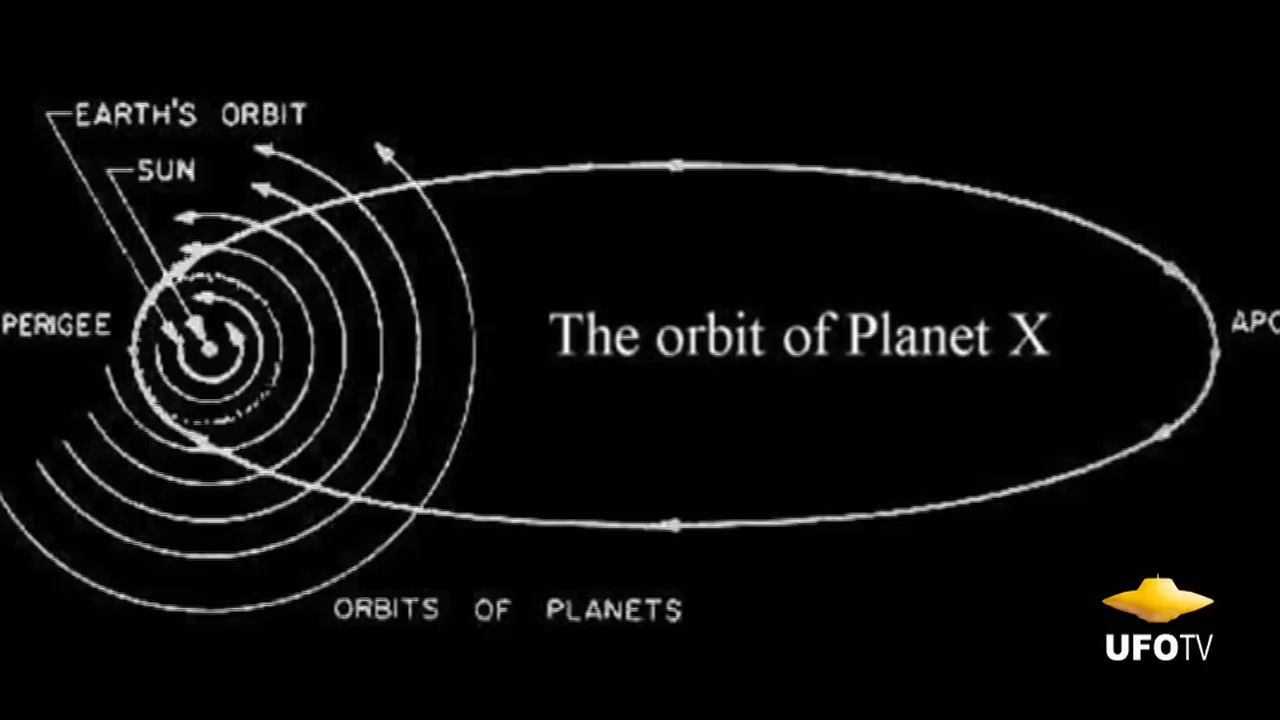 EARTH'S ORBIT
SUN
PERIGEE
The orbit of Planet X
APO
ORBITS OF PLANETS
UFOTV